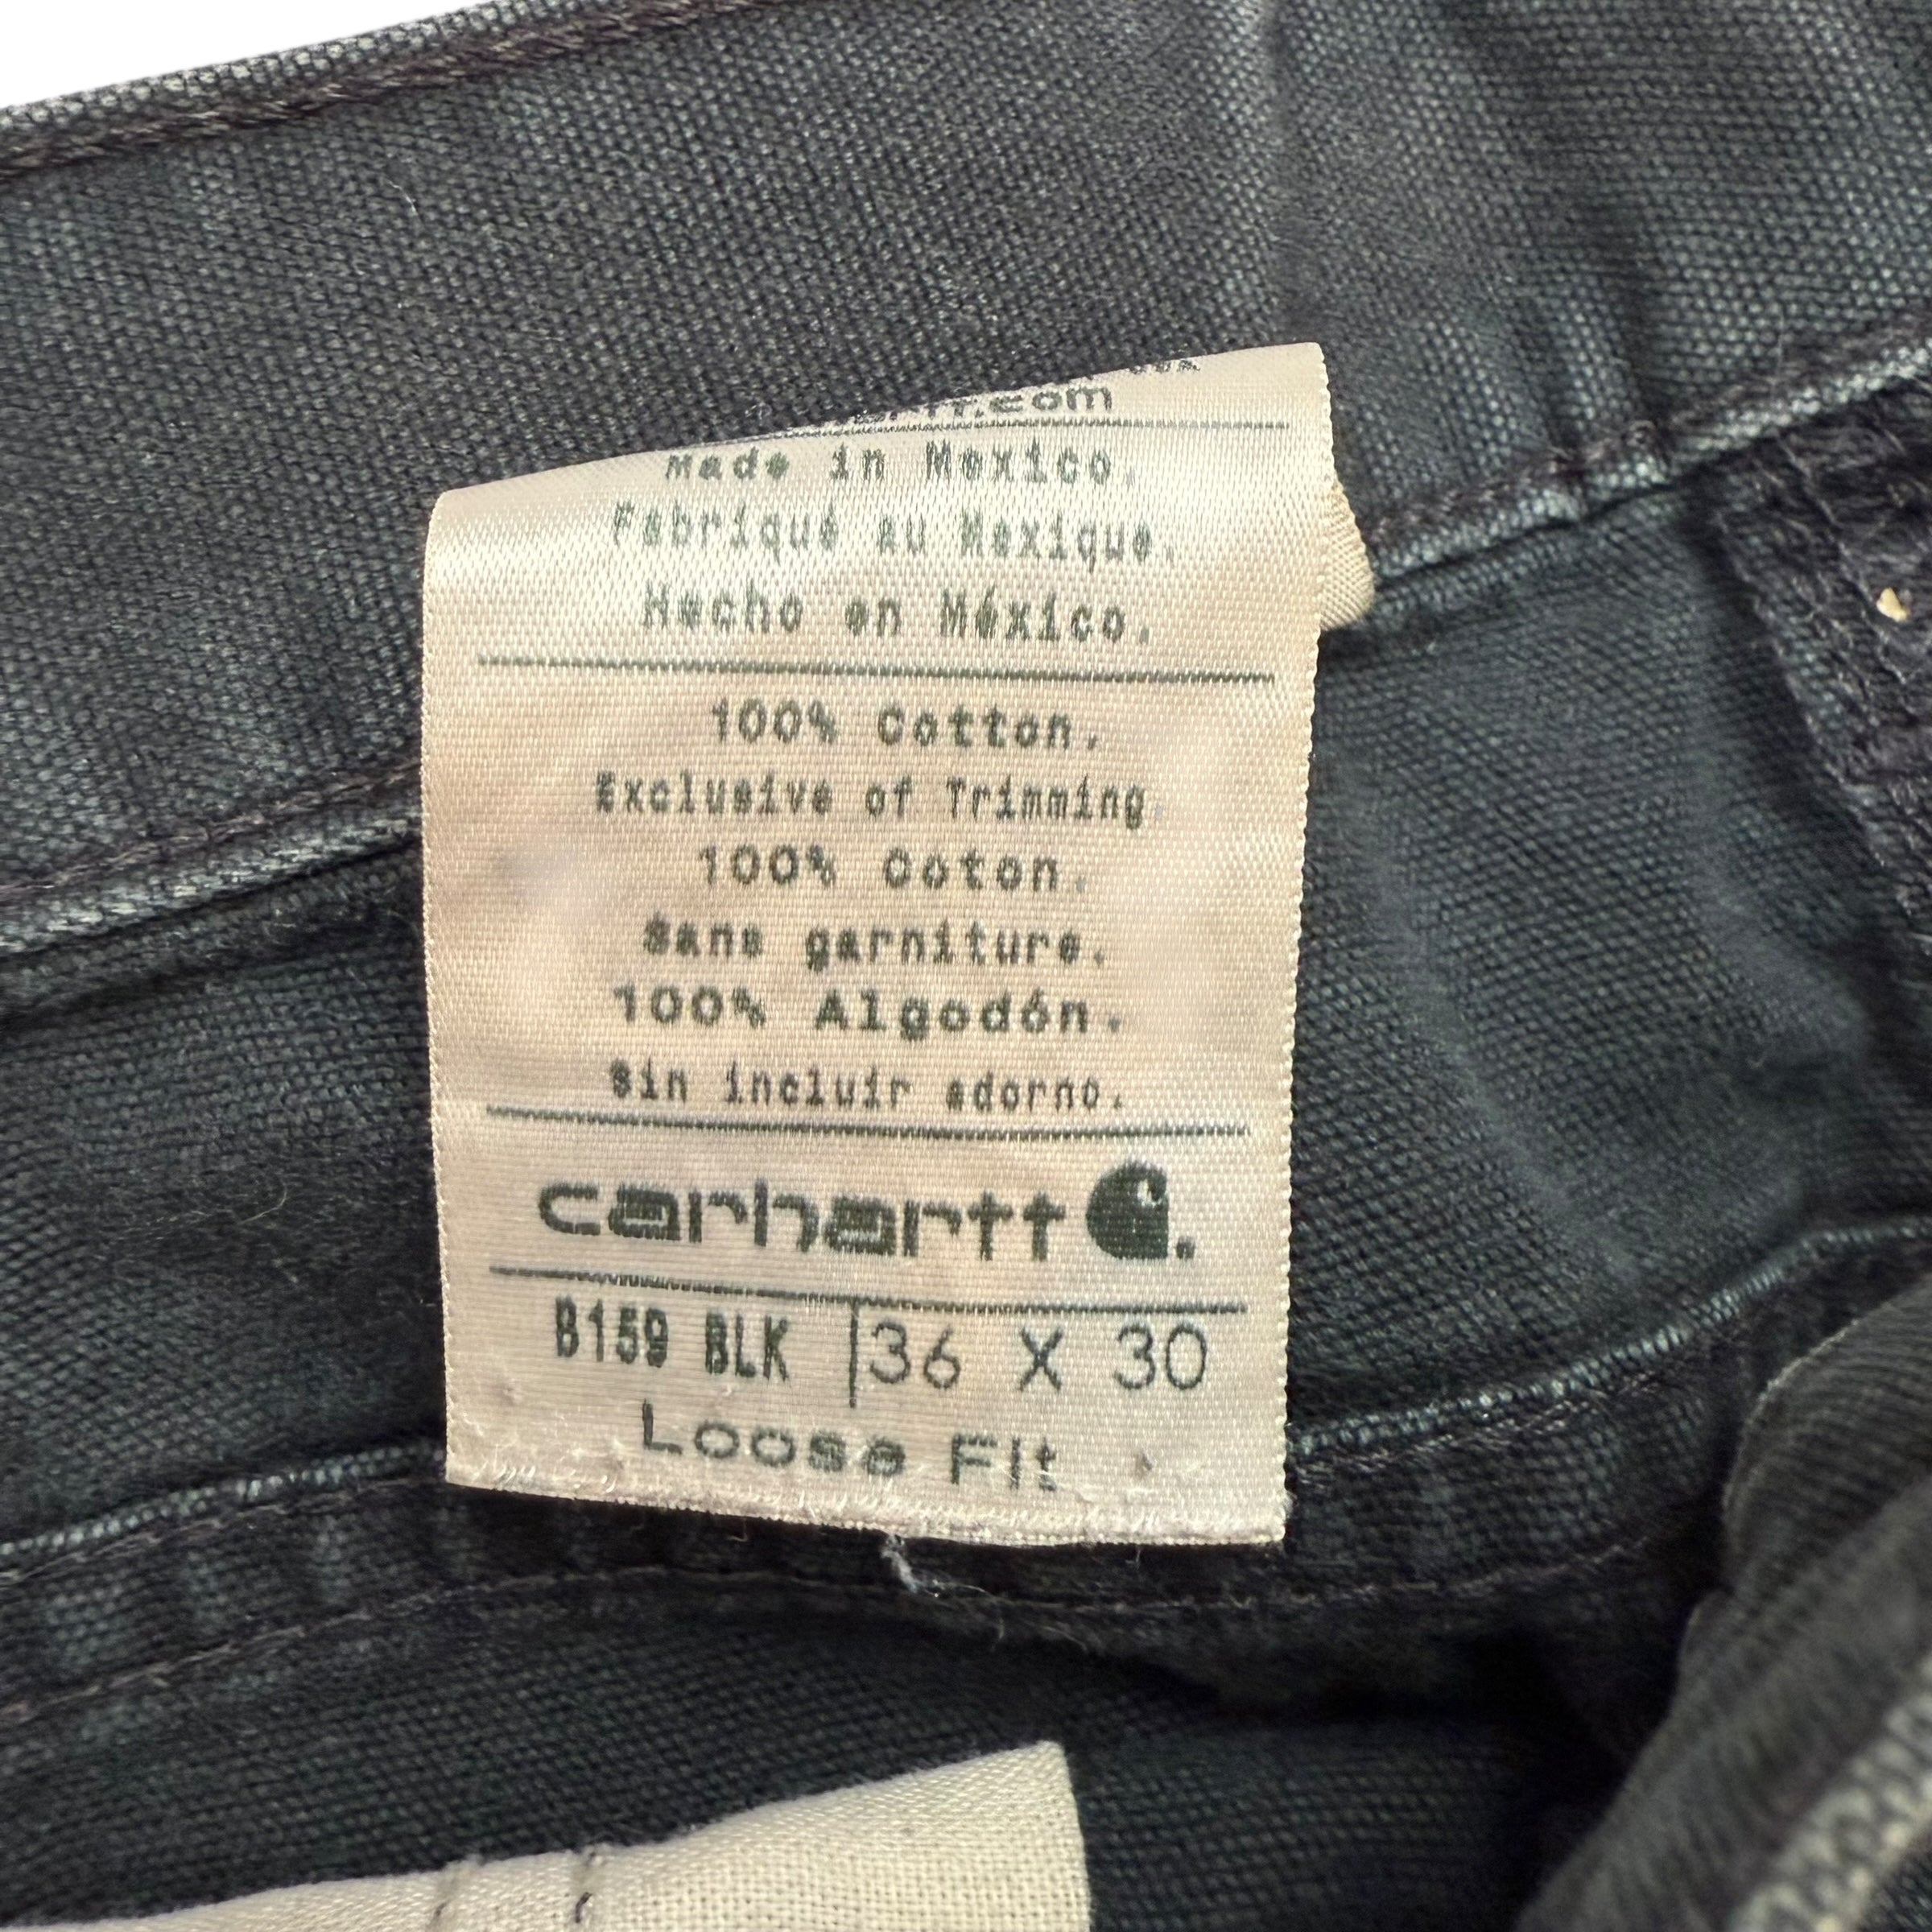 Made in Mexico.
Fabriqué au Mexique.
Hecho en México.
100% Cotton.
Exclusive of Trimming.
100% Coton.
Sans garniture.
100% Algodón.
Sin incluir adorno.
carhartt.
B159 BLK | 36 X 30
Loose Fit